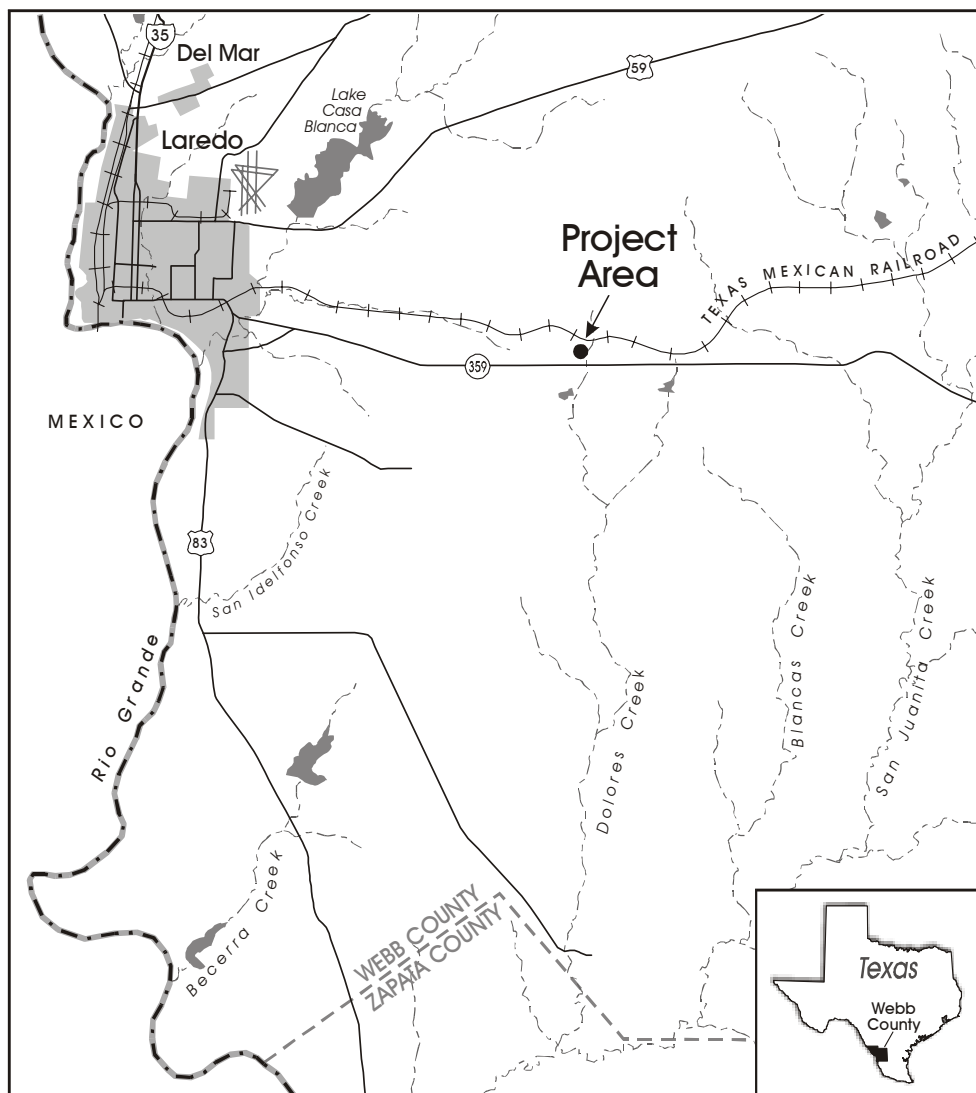 35
Del Mar
59
Lake
Casa
Blanca
Laredo
Project
Area
TEXAS MEXICAN RAILROAD
359
MEXICO
San Idelfonso Creek
83
Rio Grande
Dolores Creek
Blancas Creek
San Juanita Creek
Becerra Creek
WEBB COUNTY
ZAPATA COUNTY
Texas
Webb
County